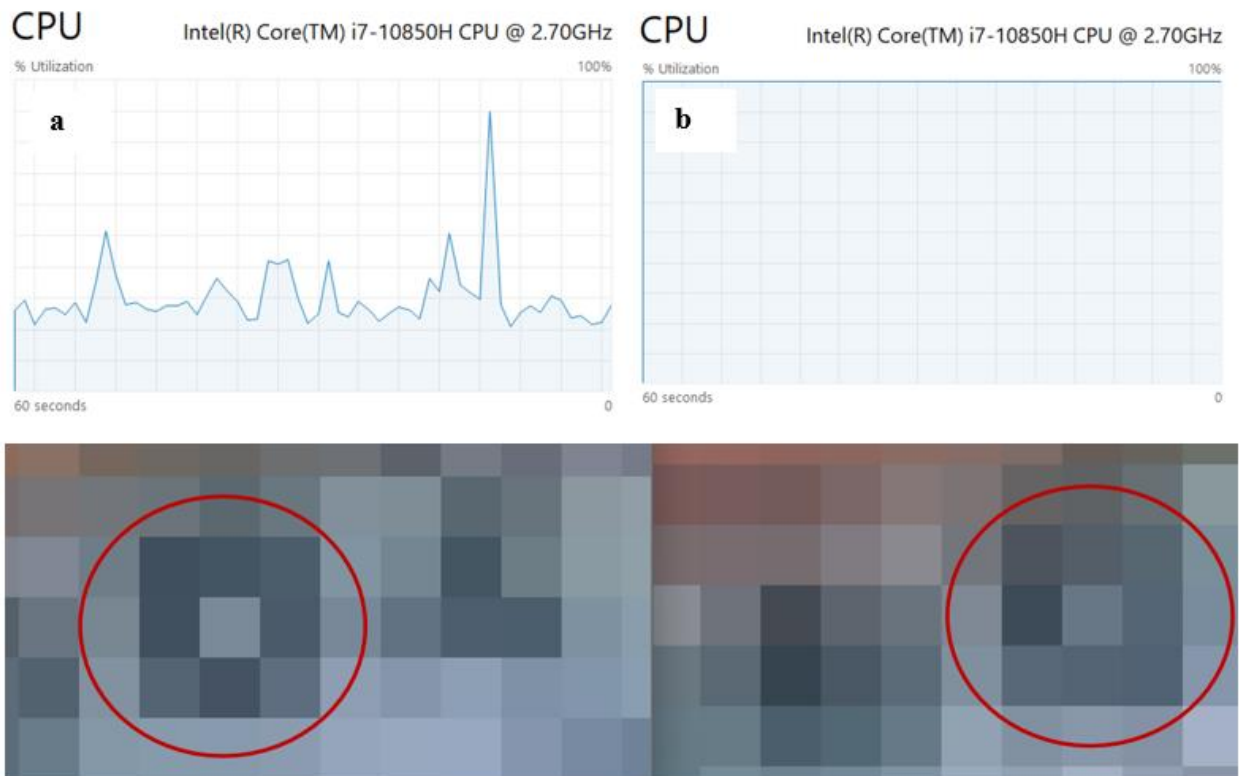 CPU Intel(R) Core(TM) i7-10850H CPU @ 2.70GHz
% Utilization 100%
a
60 seconds 0
CPU Intel(R) Core(TM) i7-10850H CPU @ 2.70GHz
% Utilization 100%
b
60 seconds 0